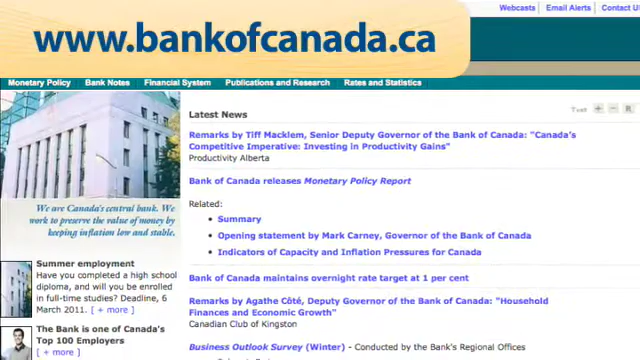 Webcasts Email Alerts Contact U
www.bankofcanada.ca
Monetary Policy Bank Notes Financial System Publications and Research Rates and Statistics
Text + - R
Latest News
Remarks by Tiff Macklem, Senior Deputy Governor of the Bank of Canada: "Canada's
Competitive Imperative: Investing in Productivity Gains"
Productivity Alberta
Bank of Canada releases Monetary Policy Report
Related:
• Summary
• Opening statement by Mark Carney, Governor of the Bank of Canada
• Indicators of Capacity and Inflation Pressures for Canada
Bank of Canada maintains overnight rate target at 1 per cent
Remarks by Agathe Côté, Deputy Governor of the Bank of Canada: "Household
Finances and Economic Growth"
Canadian Club of Kingston
Business Outlook Survey (Winter) - Conducted by the Bank's Regional Offices
We are Canada's central bank. We
work to preserve the value of money by
keeping inflation low and stable.
Summer employment
Have you completed a high school
diploma, and will you be enrolled
in full-time studies? Deadline, 6
March 2011. [ + more ]
The Bank is one of Canada's
Top 100 Employers
[ + more ]